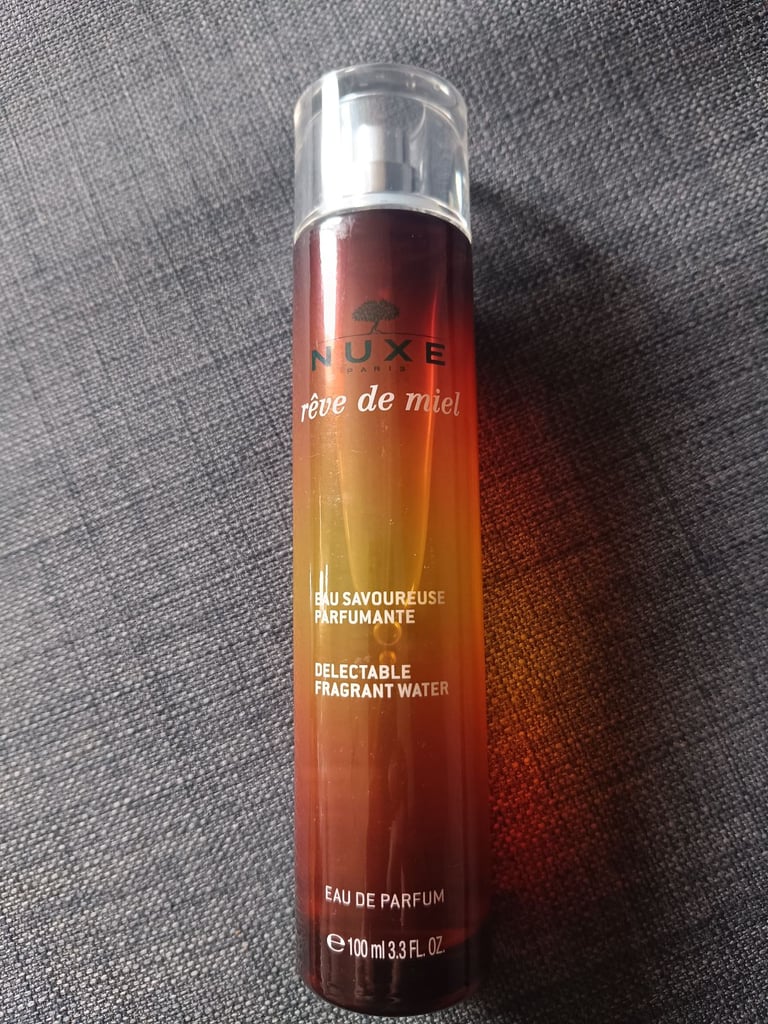 NUXE
PARIS
rêve de miel
EAU SAVOUREUSE
PARFUMANTE
DELECTABLE
FRAGRANT WATER
EAU DE PARFUM
℮ 100 ml 3.3 FL. OZ.